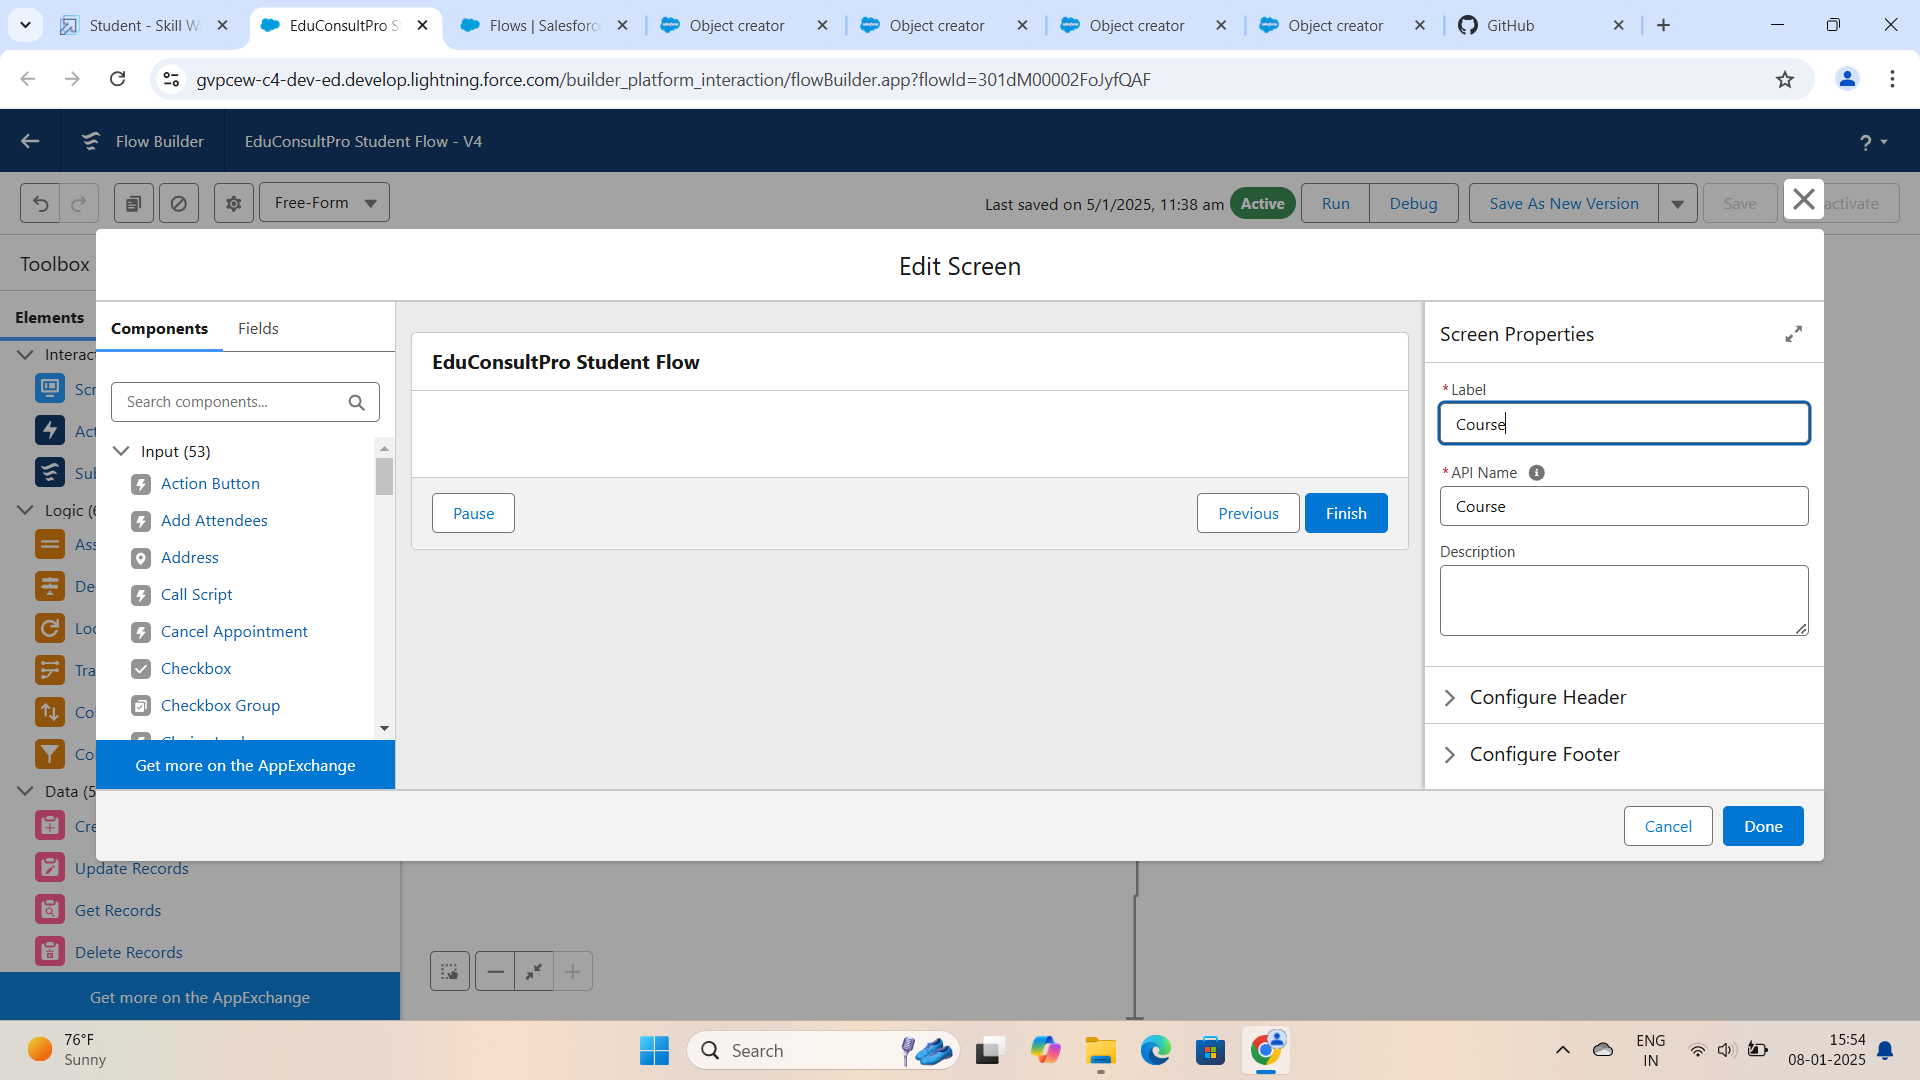 Student - Skill W
EduConsultPro S
Flows | Salesforc
Object creator
Object creator
Object creator
Object creator
GitHub
gvpcew-c4-dev-ed.develop.lightning.force.com/builder_platform_interaction/flowBuilder.app?flowId=301dM00002FoJyfQAF
Flow Builder
EduConsultPro Student Flow - V4
?
Free-Form
Last saved on 5/1/2025, 11:38 am
Active
Run
Debug
Save As New Version
Save
activate
Toolbox
Edit Screen
Elements
Components
Fields
Screen Properties
Interac
Scr
Act
Sub
Logic (6
Ass
De
Loo
Tra
Col
Co
Data (5
Cre
Update Records
Get Records
Delete Records
Get more on the AppExchange
Search components...
Input (53)
Action Button
Add Attendees
Address
Call Script
Cancel Appointment
Checkbox
Checkbox Group
Get more on the AppExchange
EduConsultPro Student Flow
Pause
Previous
Finish
* Label
Course
* API Name
Course
Description
Configure Header
Configure Footer
Cancel
Done
76°F
Sunny
Search
ENG
IN
15:54
08-01-2025